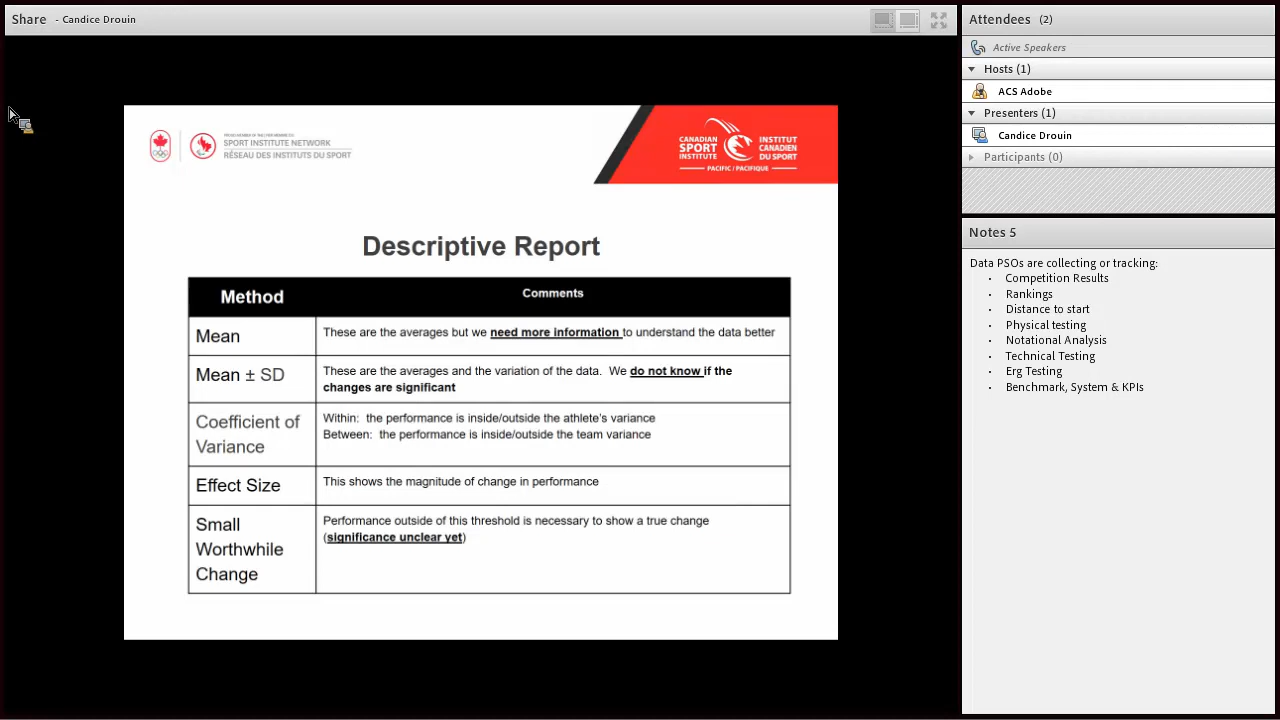 Share - Candice Drouin
SPORT INSTITUTE NETWORK
RÉSEAU DES INSTITUTS DU SPORT
CANADIAN SPORT INSTITUTE
INSTITUT CANADIEN DU SPORT
PACIFIC / PACIFIQUE
Descriptive Report
Method Comments
Mean These are the averages but we need more information to understand the data better
Mean ± SD These are the averages and the variation of the data. We do not know if the
changes are significant
Coefficient of
Variance
Within: the performance is inside/outside the athlete's variance
Between: the performance is inside/outside the team variance
Effect Size This shows the magnitude of change in performance
Small
Worthwhile
Change
Performance outside of this threshold is necessary to show a true change
(significance unclear yet)
Attendees (2)
Active Speakers
Hosts (1)
ACS Adobe
Presenters (1)
Candice Drouin
Participants (0)
Notes 5
Data PSOs are collecting or tracking:
· Competition Results
· Rankings
· Distance to start
· Physical testing
· Notational Analysis
· Technical Testing
· Erg Testing
· Benchmark, System & KPIs